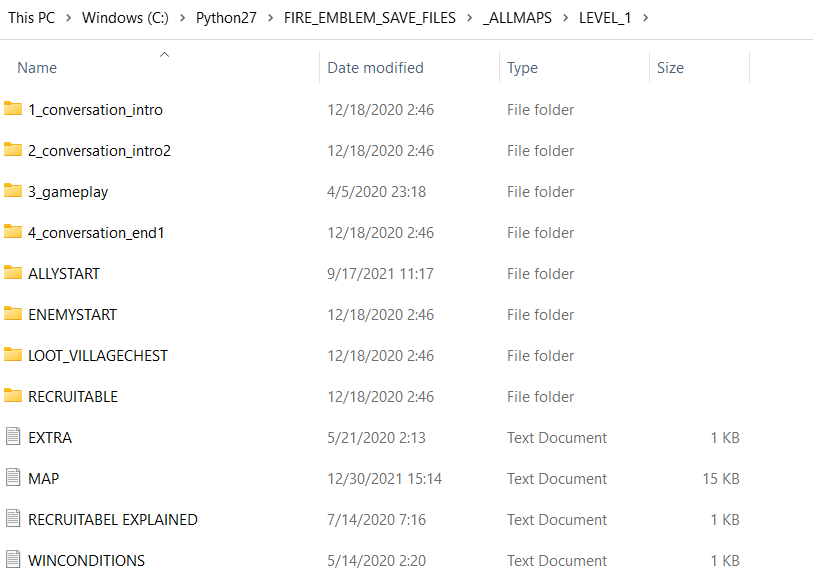 This PC > Windows (C:) > Python27 > FIRE_EMBLEM_SAVE_FILES > _ALLMAPS > LEVEL_1 >
Name Date modified Type Size
1_conversation_intro 12/18/2020 2:46 File folder
2_conversation_intro2 12/18/2020 2:46 File folder
3_gameplay 4/5/2020 23:18 File folder
4_conversation_end1 12/18/2020 2:46 File folder
ALLYSTART 9/17/2021 11:17 File folder
ENEMYSTART 12/18/2020 2:46 File folder
LOOT_VILLAGECHEST 12/18/2020 2:46 File folder
RECRUITABLE 12/18/2020 2:46 File folder
EXTRA 5/21/2020 2:13 Text Document 1 KB
MAP 12/30/2021 15:14 Text Document 15 KB
RECRUITABEL EXPLAINED 7/14/2020 7:16 Text Document 1 KB
WINCONDITIONS 5/14/2020 2:20 Text Document 1 KB